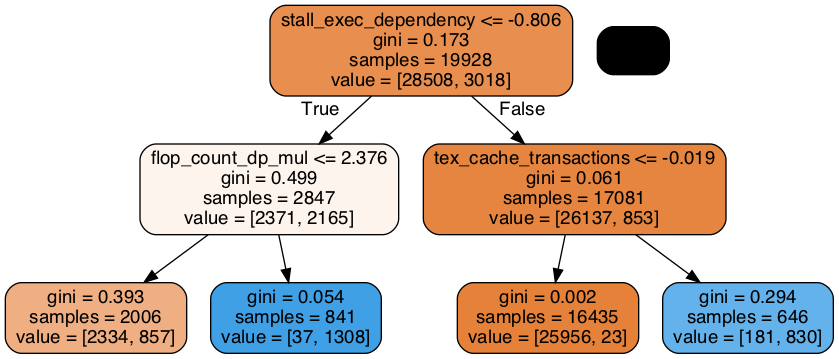 stall_exec_dependency <= -0.806
gini = 0.173
samples = 19928
value = [28508, 3018]
True
False
flop_count_dp_mul <= 2.376
gini = 0.499
samples = 2847
value = [2371, 2165]
tex_cache_transactions <= -0.019
gini = 0.061
samples = 17081
value = [26137, 853]
gini = 0.393
samples = 2006
value = [2334, 857]
gini = 0.054
samples = 841
value = [37, 1308]
gini = 0.002
samples = 16435
value = [25956, 23]
gini = 0.294
samples = 646
value = [181, 830]